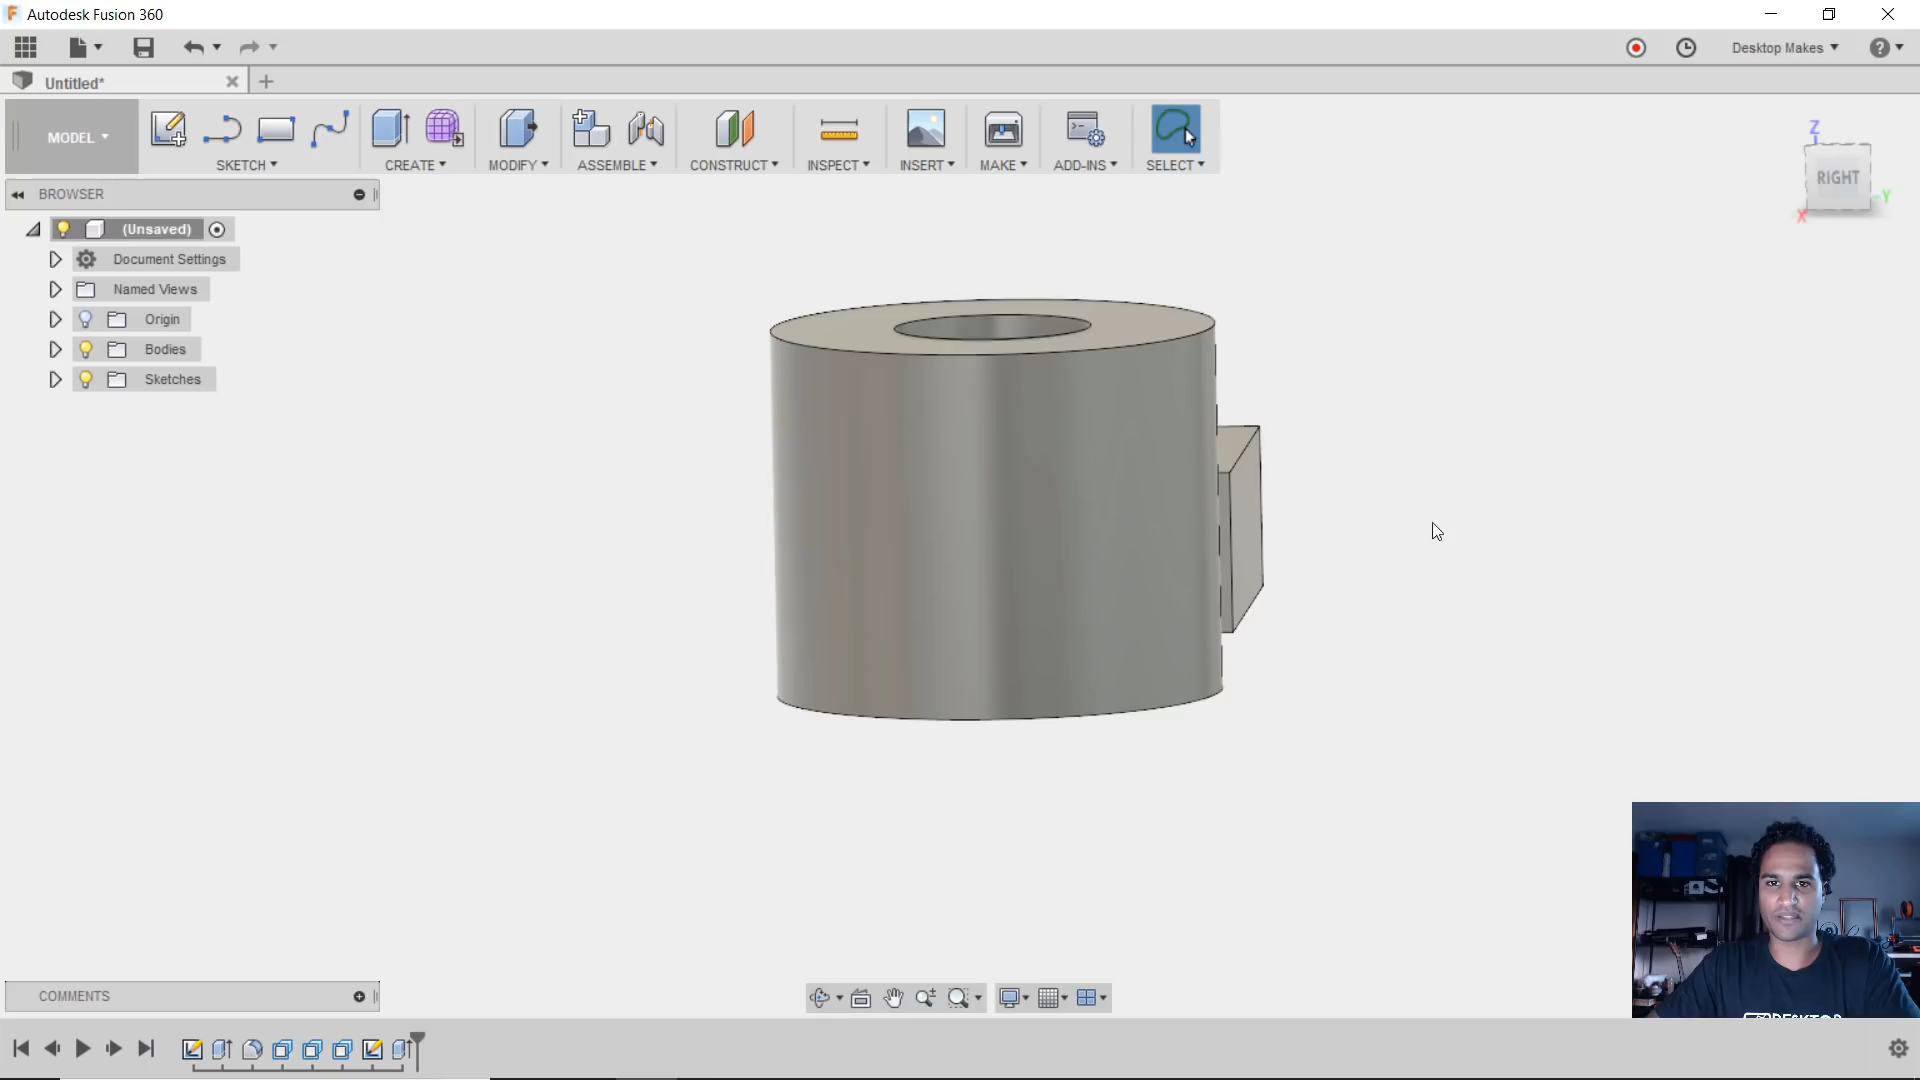 Autodesk Fusion 360
Desktop Makes
Untitled*
MODEL
SKETCH
CREATE
MODIFY
ASSEMBLE
CONSTRUCT
INSPECT
INSERT
MAKE
ADD-INS
SELECT
Z
RIGHT
Y
X
BROWSER
(Unsaved)
Document Settings
Named Views
Origin
Bodies
Sketches
COMMENTS
DESKTOP